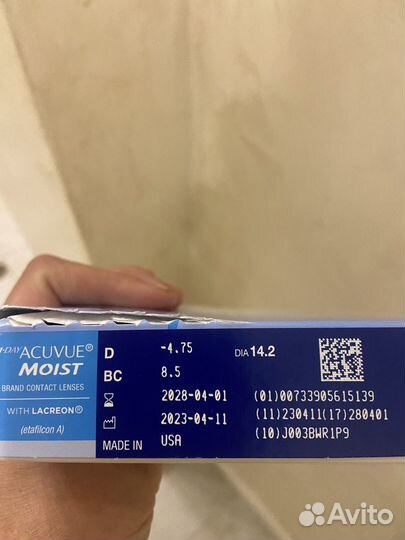 1-DAY ACUVUE®
MOIST
BRAND CONTACT LENSES
WITH LACREON®
(etafilcon A)
D -4.75 DIA 14.2
BC 8.5
2028-04-01 (01)00733905615139
2023-04-11 (11)230411(17)280401
MADE IN USA (10)J003BWR1P9
Avito